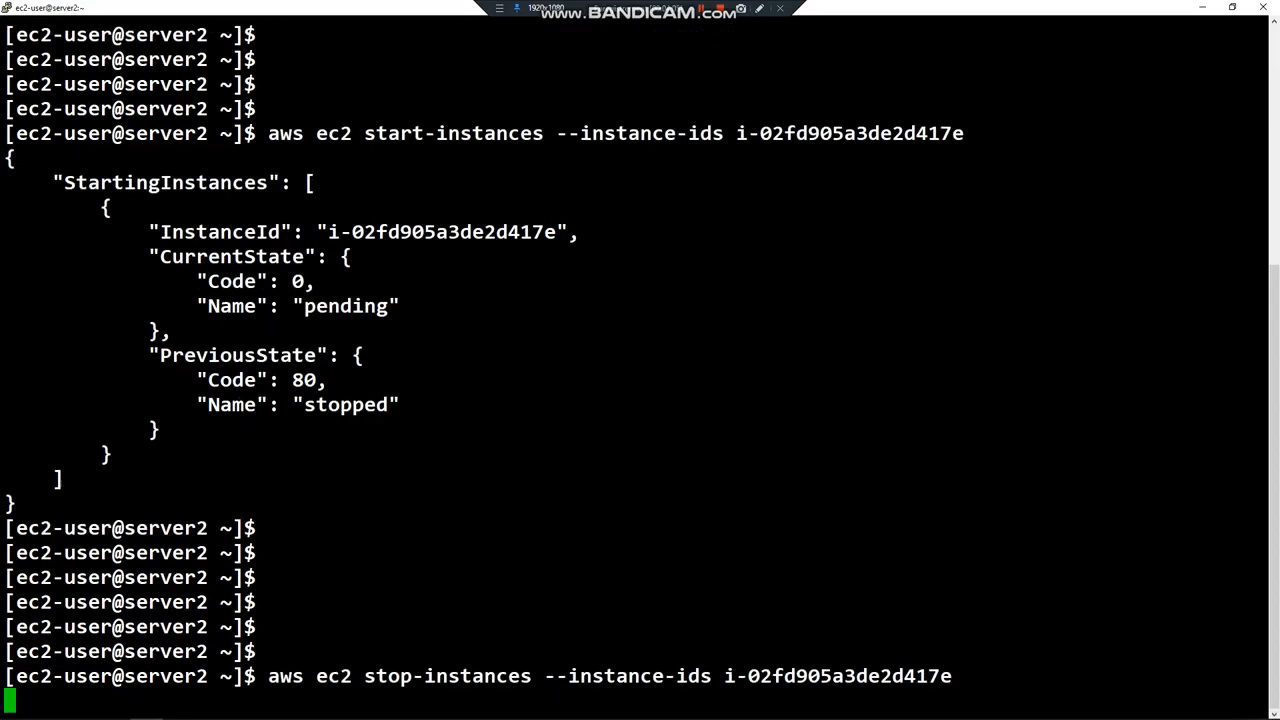 ec2-user@server2:~
1920x1080
www.BANDICAM.com
[ec2-user@server2 ~]$
[ec2-user@server2 ~]$
[ec2-user@server2 ~]$
[ec2-user@server2 ~]$
[ec2-user@server2 ~]$ aws ec2 start-instances --instance-ids i-02fd905a3de2d417e
{
    "StartingInstances": [
        {
            "InstanceId": "i-02fd905a3de2d417e",
            "CurrentState": {
                "Code": 0,
                "Name": "pending"
            },
            "PreviousState": {
                "Code": 80,
                "Name": "stopped"
            }
        }
    ]
}
[ec2-user@server2 ~]$
[ec2-user@server2 ~]$
[ec2-user@server2 ~]$
[ec2-user@server2 ~]$
[ec2-user@server2 ~]$
[ec2-user@server2 ~]$
[ec2-user@server2 ~]$ aws ec2 stop-instances --instance-ids i-02fd905a3de2d417e